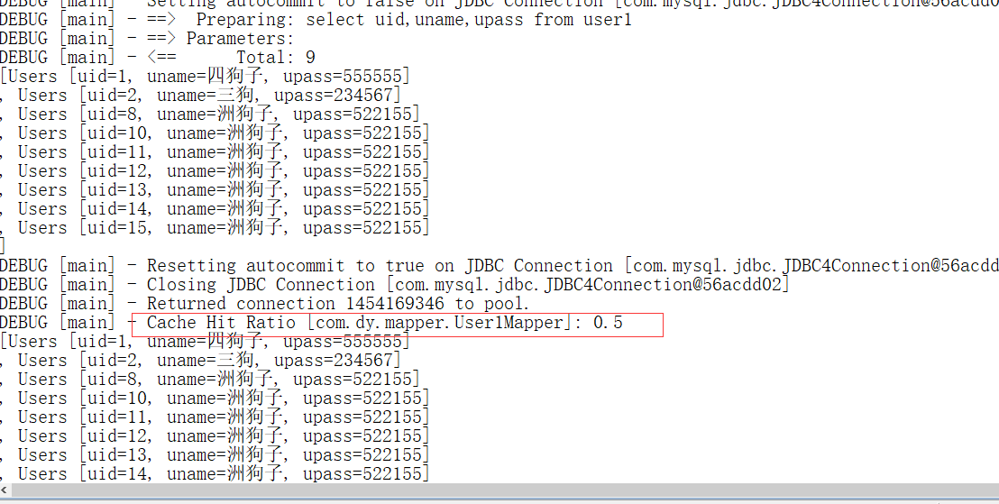 DEBUG [main] - Setting autocommit to false on JDBC Connection [com.mysql.jdbc.JDBC4Connection@56acdd0
DEBUG [main] - ==>  Preparing: select uid,uname,upass from user1
DEBUG [main] - ==> Parameters:
DEBUG [main] - <==      Total: 9
[Users [uid=1, uname=四狗子, upass=555555]
, Users [uid=2, uname=三狗, upass=234567]
, Users [uid=8, uname=洲狗子, upass=522155]
, Users [uid=10, uname=洲狗子, upass=522155]
, Users [uid=11, uname=洲狗子, upass=522155]
, Users [uid=12, uname=洲狗子, upass=522155]
, Users [uid=13, uname=洲狗子, upass=522155]
, Users [uid=14, uname=洲狗子, upass=522155]
, Users [uid=15, uname=洲狗子, upass=522155]
]
DEBUG [main] - Resetting autocommit to true on JDBC Connection [com.mysql.jdbc.JDBC4Connection@56acdd
DEBUG [main] - Closing JDBC Connection [com.mysql.jdbc.JDBC4Connection@56acdd02]
DEBUG [main] - Returned connection 1454169346 to pool.
DEBUG [main] - Cache Hit Ratio [com.dy.mapper.User1Mapper]: 0.5
[Users [uid=1, uname=四狗子, upass=555555]
, Users [uid=2, uname=三狗, upass=234567]
, Users [uid=8, uname=洲狗子, upass=522155]
, Users [uid=10, uname=洲狗子, upass=522155]
, Users [uid=11, uname=洲狗子, upass=522155]
, Users [uid=12, uname=洲狗子, upass=522155]
, Users [uid=13, uname=洲狗子, upass=522155]
, Users [uid=14, uname=洲狗子, upass=522155]